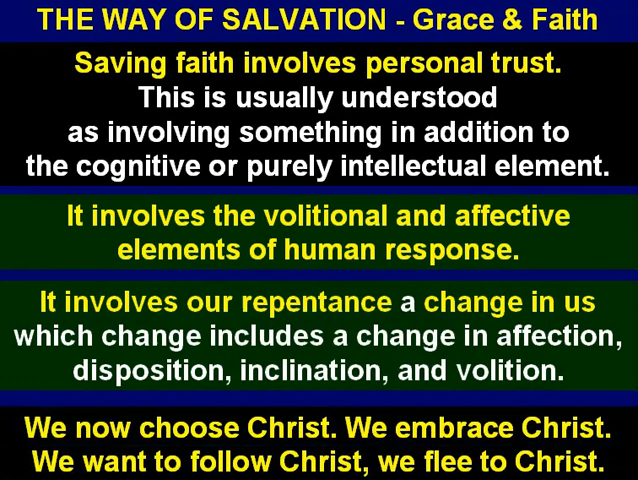 THE WAY OF SALVATION - Grace & Faith
Saving faith involves personal trust.
This is usually understood
as involving something in addition to
the cognitive or purely intellectual element.
It involves the volitional and affective
elements of human response.
It involves our repentance a change in us
which change includes a change in affection,
disposition, inclination, and volition.
We now choose Christ. We embrace Christ.
We want to follow Christ, we flee to Christ.